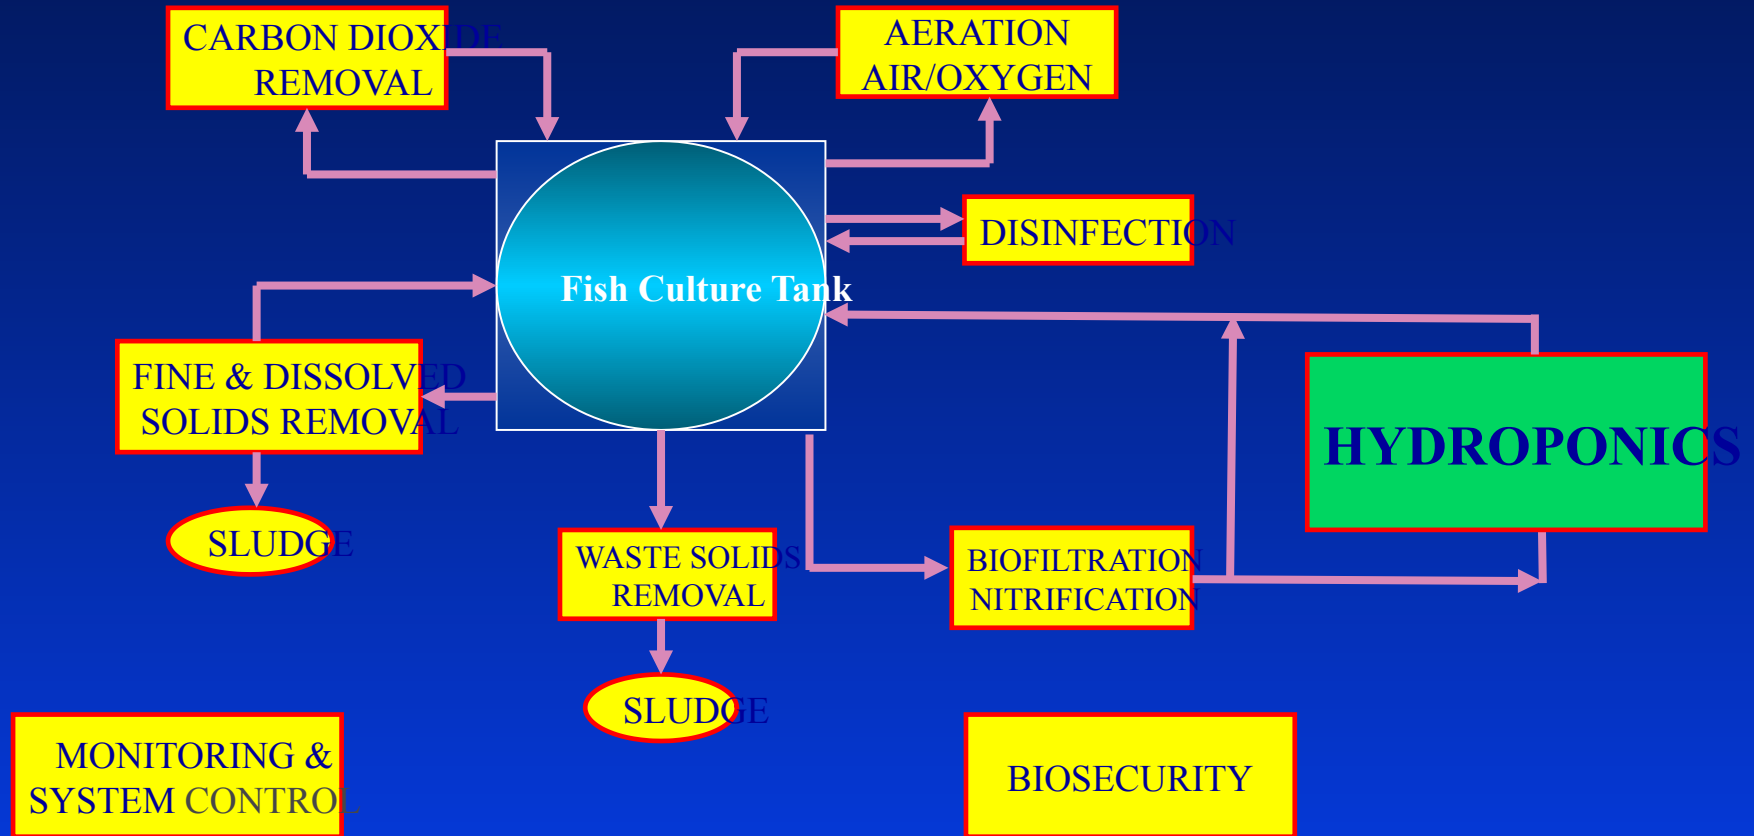 CARBON DIOXIDE
REMOVAL
AERATION
AIR/OXYGEN
DISINFECTION
Fish Culture Tank
FINE & DISSOLVED
SOLIDS REMOVAL
HYDROPONICS
SLUDGE
WASTE SOLIDS
REMOVAL
BIOFILTRATION
NITRIFICATION
SLUDGE
MONITORING &
SYSTEM CONTROL
BIOSECURITY